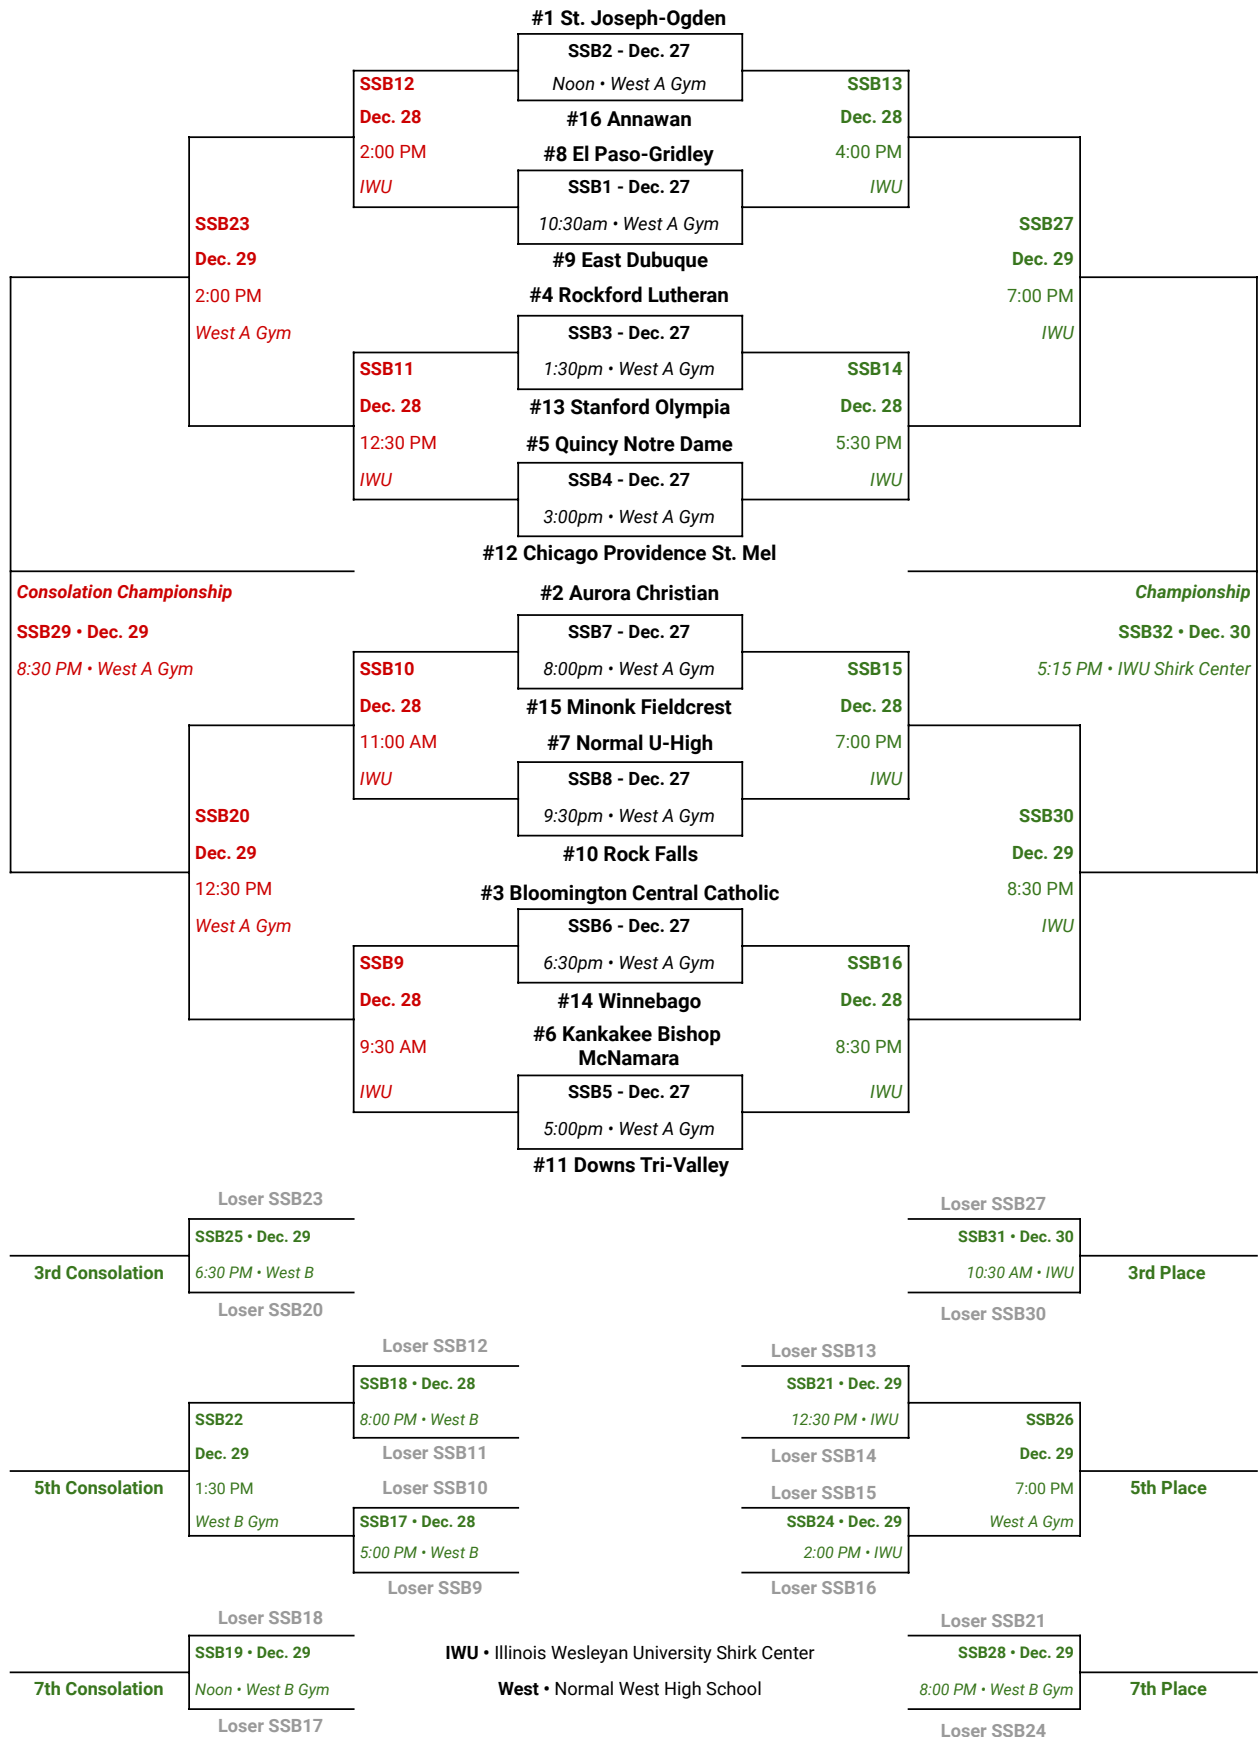 #1 St. Joseph-Ogden
SSB2 - Dec. 27
Noon • West A Gym
#16 Annawan
SSB12
Dec. 28
2:00 PM
IWU
SSB13
Dec. 28
4:00 PM
IWU
#8 El Paso-Gridley
SSB1 - Dec. 27
10:30am • West A Gym
#9 East Dubuque
SSB23
Dec. 29
2:00 PM
West A Gym
SSB27
Dec. 29
7:00 PM
IWU
#4 Rockford Lutheran
SSB3 - Dec. 27
1:30pm • West A Gym
#13 Stanford Olympia
SSB11
Dec. 28
12:30 PM
IWU
SSB14
Dec. 28
5:30 PM
IWU
#5 Quincy Notre Dame
SSB4 - Dec. 27
3:00pm • West A Gym
#12 Chicago Providence St. Mel
Consolation Championship
SSB29 • Dec. 29
8:30 PM • West A Gym
Championship
SSB32 • Dec. 30
5:15 PM • IWU Shirk Center
#2 Aurora Christian
SSB7 - Dec. 27
8:00pm • West A Gym
#15 Minonk Fieldcrest
SSB10
Dec. 28
11:00 AM
IWU
SSB15
Dec. 28
7:00 PM
IWU
#7 Normal U-High
SSB8 - Dec. 27
9:30pm • West A Gym
#10 Rock Falls
SSB20
Dec. 29
12:30 PM
West A Gym
SSB30
Dec. 29
8:30 PM
IWU
#3 Bloomington Central Catholic
SSB6 - Dec. 27
6:30pm • West A Gym
#14 Winnebago
SSB9
Dec. 28
9:30 AM
IWU
SSB16
Dec. 28
8:30 PM
IWU
#6 Kankakee Bishop
McNamara
SSB5 - Dec. 27
5:00pm • West A Gym
#11 Downs Tri-Valley
Loser SSB23
SSB25 • Dec. 29
3rd Consolation
6:30 PM • West B
Loser SSB20
Loser SSB27
SSB31 • Dec. 30
10:30 AM • IWU
3rd Place
Loser SSB30
Loser SSB12
SSB18 • Dec. 28
8:00 PM • West B
Loser SSB11
Loser SSB13
SSB21 • Dec. 29
12:30 PM • IWU
Loser SSB14
SSB22
Dec. 29
5th Consolation
1:30 PM
West B Gym
SSB26
Dec. 29
7:00 PM
5th Place
West A Gym
Loser SSB10
SSB17 • Dec. 28
5:00 PM • West B
Loser SSB9
Loser SSB15
SSB24 • Dec. 29
2:00 PM • IWU
Loser SSB16
Loser SSB18
SSB19 • Dec. 29
7th Consolation
Noon • West B Gym
Loser SSB17
IWU • Illinois Wesleyan University Shirk Center
West • Normal West High School
Loser SSB21
SSB28 • Dec. 29
8:00 PM • West B Gym
7th Place
Loser SSB24